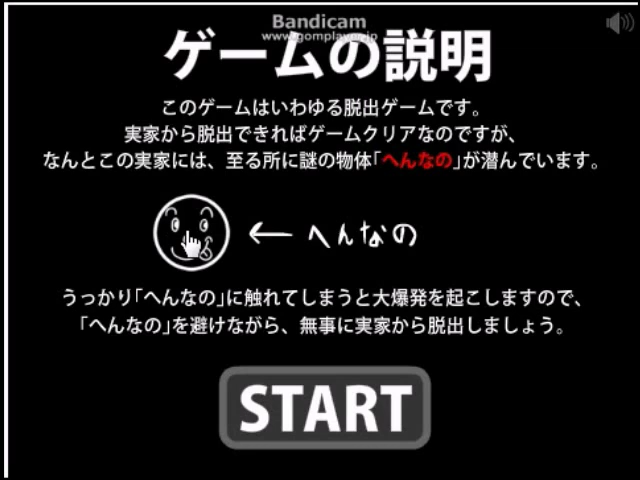 Bandicam
www.gomplayer.jp
ゲームの説明
このゲームはいわゆる脱出ゲームです。
実家から脱出できればゲームクリアなのですが、
なんとこの実家には、至る所に謎の物体「へんなの」が潜んでいます。
← へんなの
うっかり「へんなの」に触れてしまうと大爆発を起こしますので、
「へんなの」を避けながら、無事に実家から脱出しましょう。
START